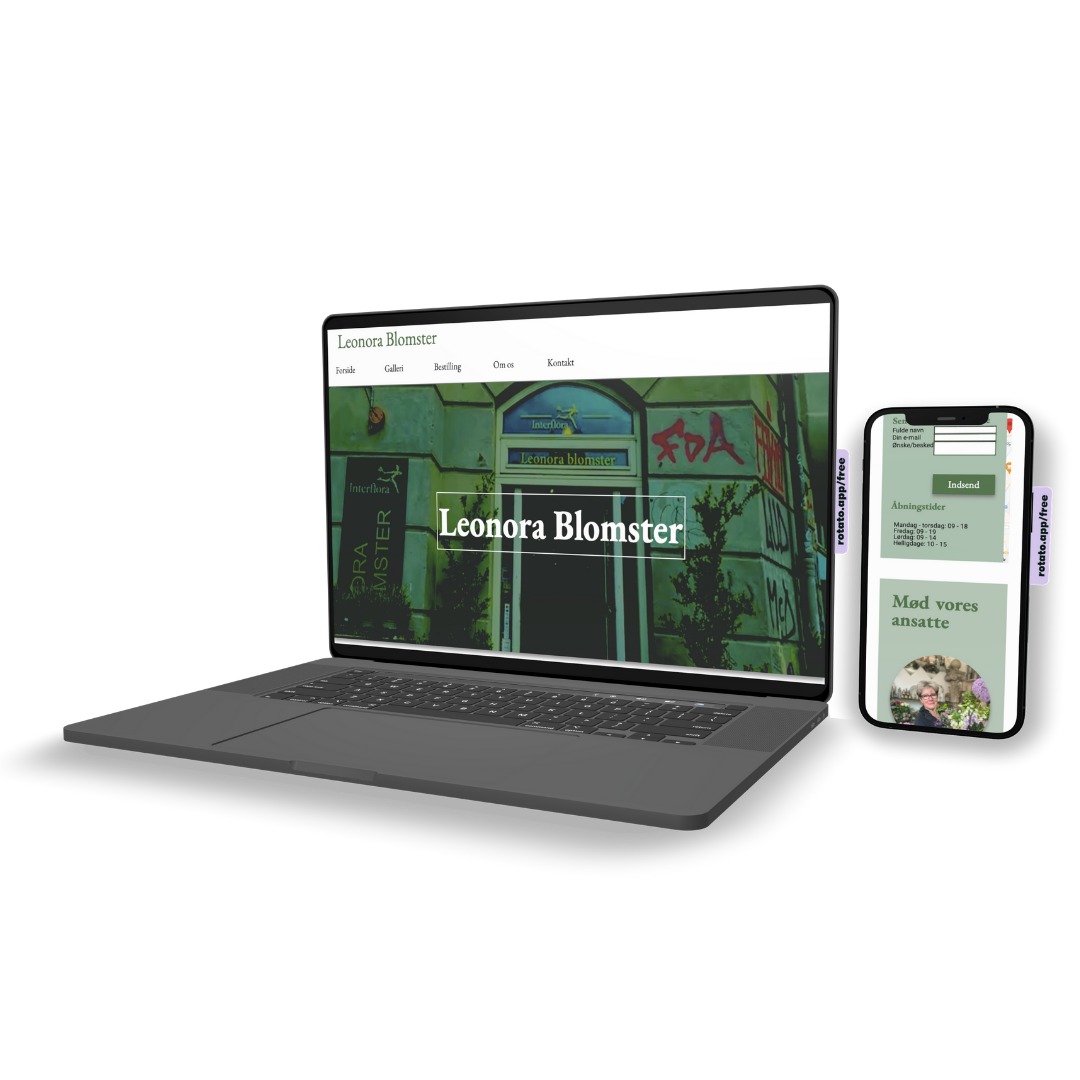 Leonora Blomster
Forside
Galleri
Bestilling
Om os
Kontakt
Interflora
Leonora blomster
FDA
Interflora
ORA
MSTER
Leonora Blomster
McD
rotato.app/free
Fulde navn
Din e-mail
Ønske/besked
Indsend
Åbningstider
Mandag - torsdag: 09 - 18
Fredag: 09 - 19
Lørdag: 09 - 14
Helligdage: 10 - 15
Mød vores
ansatte
rotato.app/free